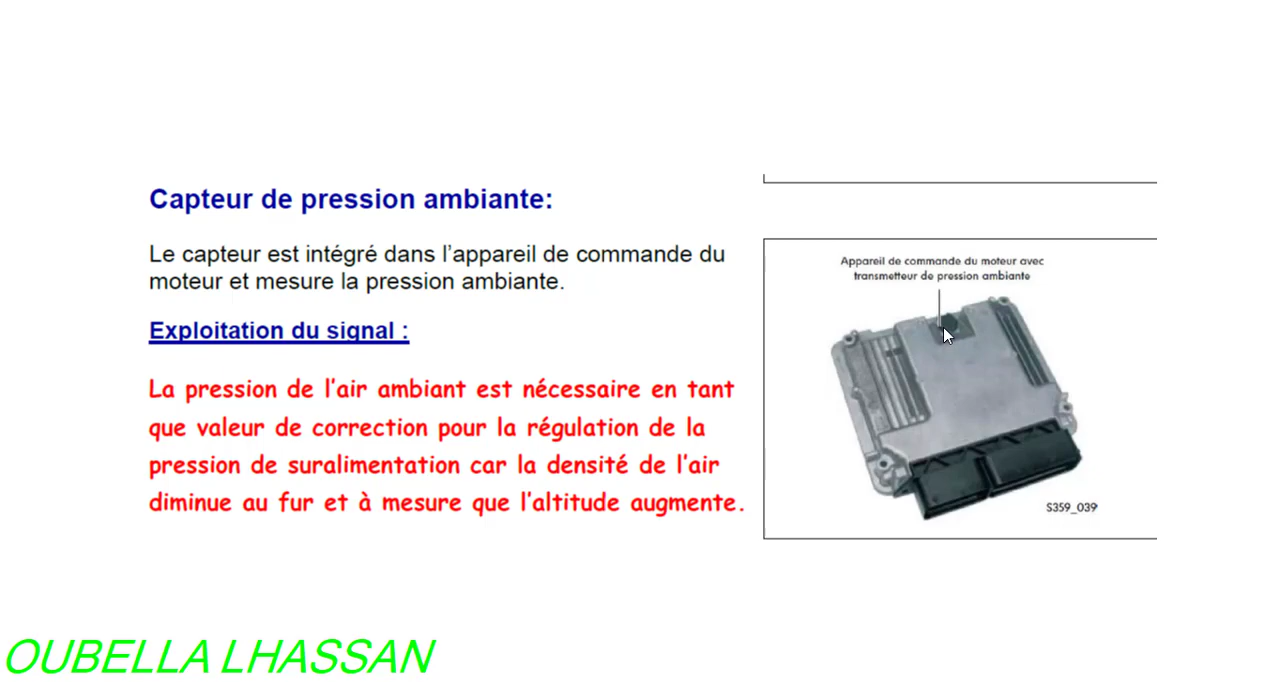 Capteur de pression ambiante:
Le capteur est intégré dans l'appareil de commande du
moteur et mesure la pression ambiante.
Exploitation du signal :
La pression de l'air ambiant est nécessaire en tant
que valeur de correction pour la régulation de la
pression de suralimentation car la densité de l'air
diminue au fur et à mesure que l'altitude augmente.
Appareil de commande du moteur avec
transmetteur de pression ambiante
S359_039
OUBELLA LHASSAN